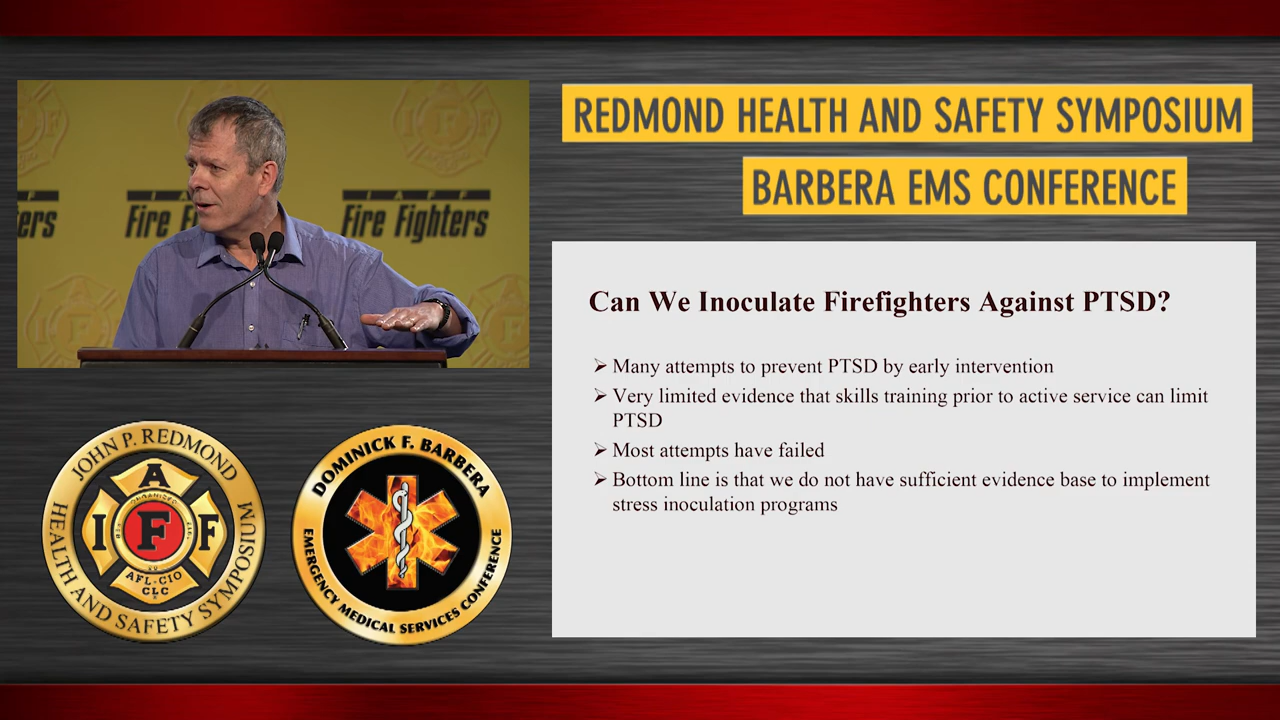 REDMOND HEALTH AND SAFETY SYMPOSIUM
BARBERA EMS CONFERENCE
I A F F
Fire Fighters
Can We Inoculate Firefighters Against PTSD?
➢ Many attempts to prevent PTSD by early intervention
➢ Very limited evidence that skills training prior to active service can limit
PTSD
➢ Most attempts have failed
➢ Bottom line is that we do not have sufficient evidence base to implement
stress inoculation programs
JOHN P. REDMOND
HEALTH AND SAFETY SYMPOSIUM
I A F F
AFL-CIO
CLC
DOMINICK F. BARBERA
EMERGENCY MEDICAL SERVICES CONFERENCE